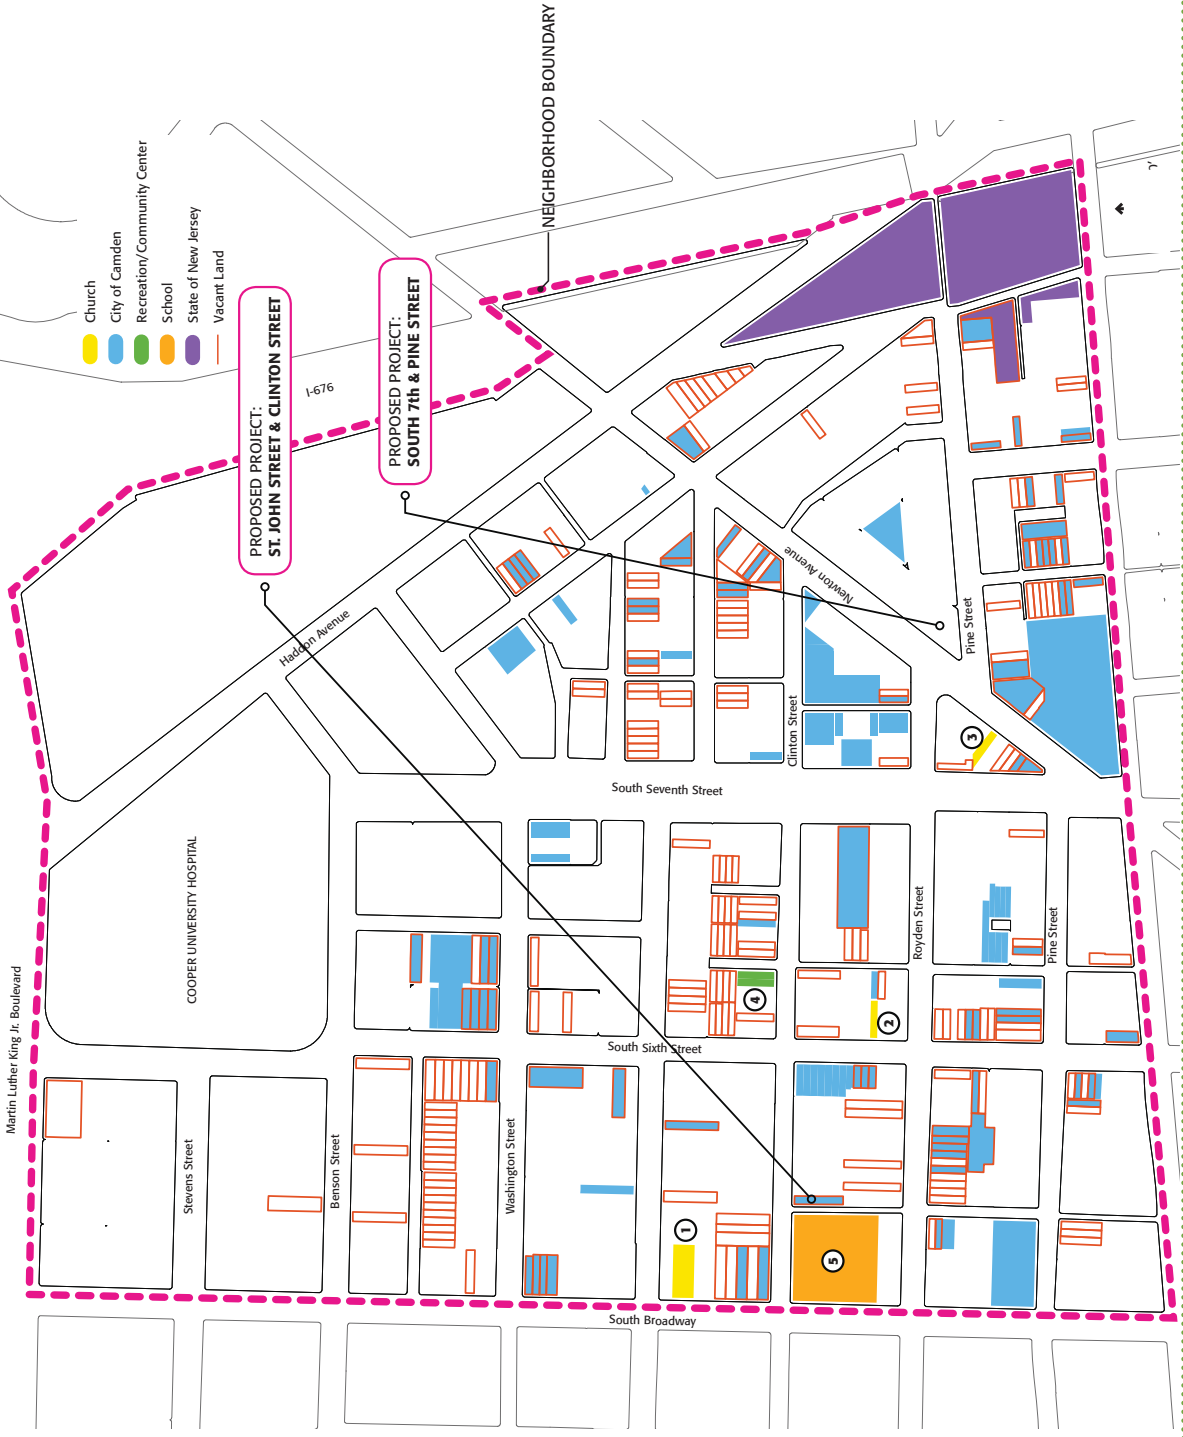 NEIGHBORHOOD BOUNDARY
Church
City of Camden
Recreation/Community Center
School
State of New Jersey
Vacant Land
PROPOSED PROJECT:
ST. JOHN STREET & CLINTON STREET
PROPOSED PROJECT:
SOUTH 7th & PINE STREET
I-676
Haddon Avenue
Newton Avenue
Pine Street
Clinton Street
3
South Seventh Street
COOPER UNIVERSITY HOSPITAL
Royden Street
Pine Street
4
2
South Sixth Street
Martin Luther King Jr. Boulevard
Stevens Street
Benson Street
Washington Street
1
5
South Broadway